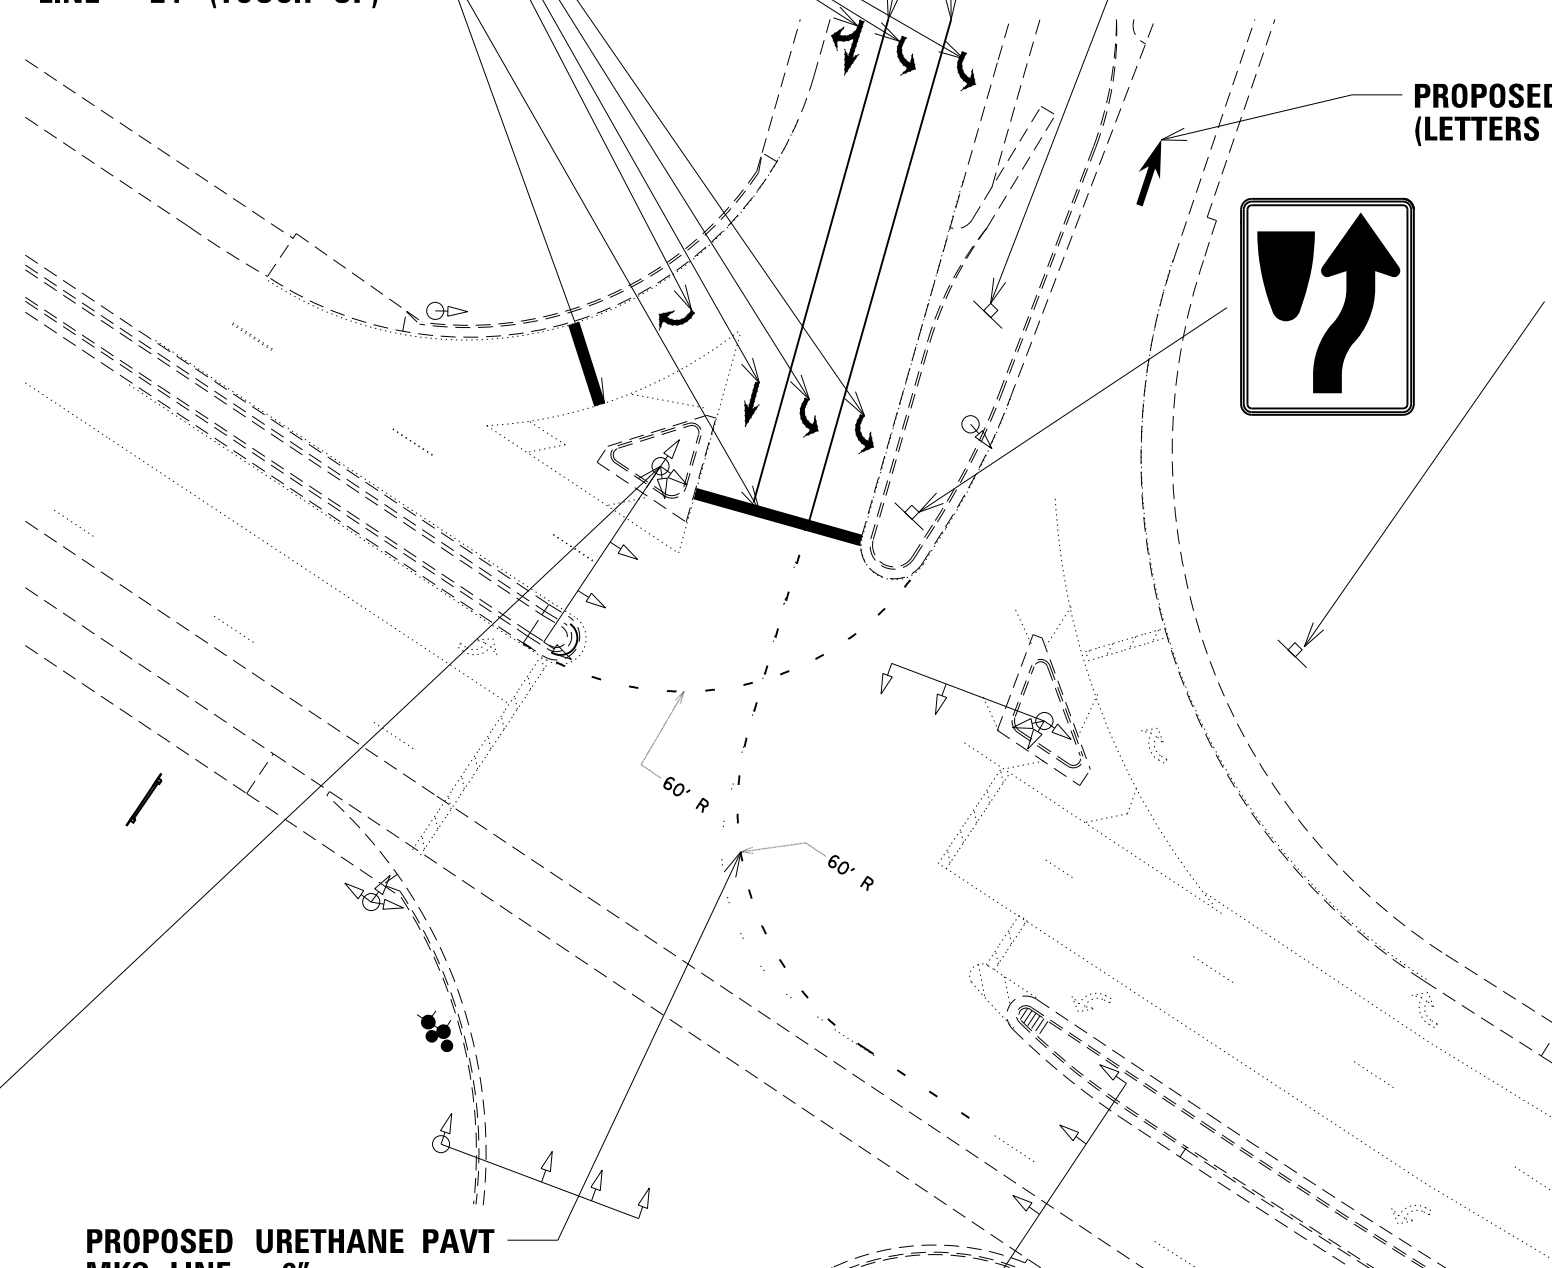 PROPOSED
(LETTERS
60' R
60' R
PROPOSED URETHANE PAVT